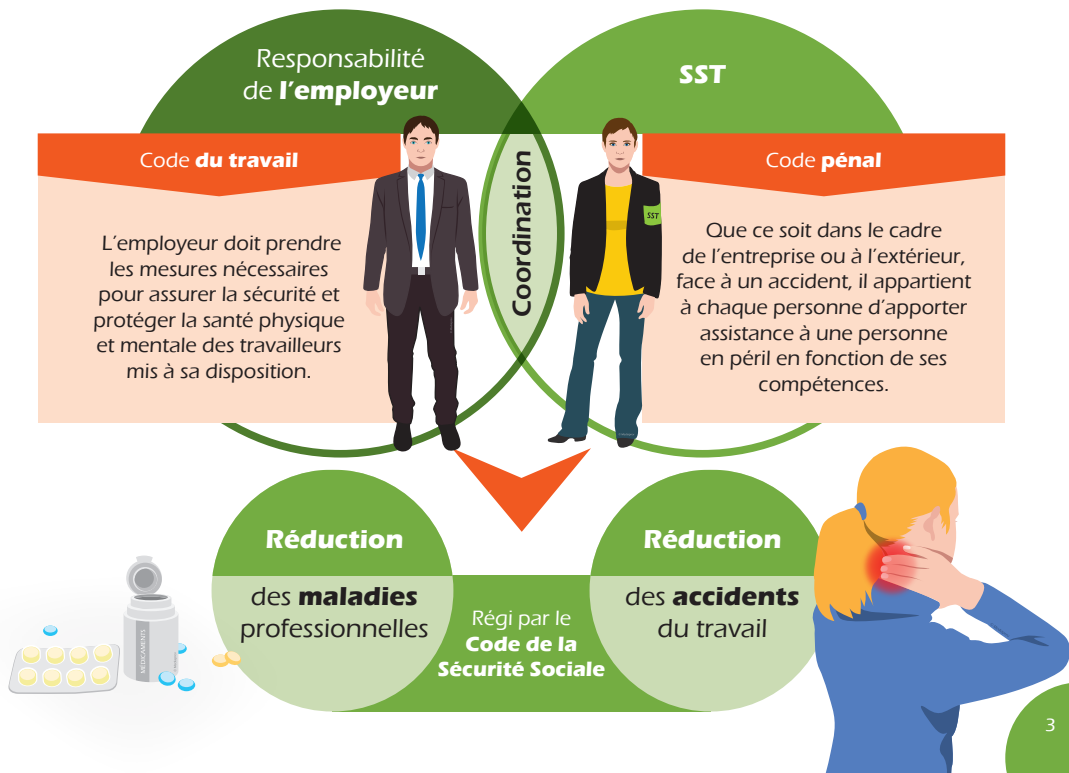 Responsabilité
de l'employeur
SST
Code du travail
Code pénal
Coordination
SST
L'employeur doit prendre
les mesures nécessaires
pour assurer la sécurité et
protéger la santé physique
et mentale des travailleurs
mis à sa disposition.
Que ce soit dans le cadre
de l'entreprise ou à l'extérieur,
face à un accident, il appartient
à chaque personne d'apporter
assistance à une personne
en péril en fonction de ses
compétences.
Réduction
des maladies
professionnelles
Régi par le
Code de la
Sécurité Sociale
Réduction
des accidents
du travail
MÉDICAMENTS
3